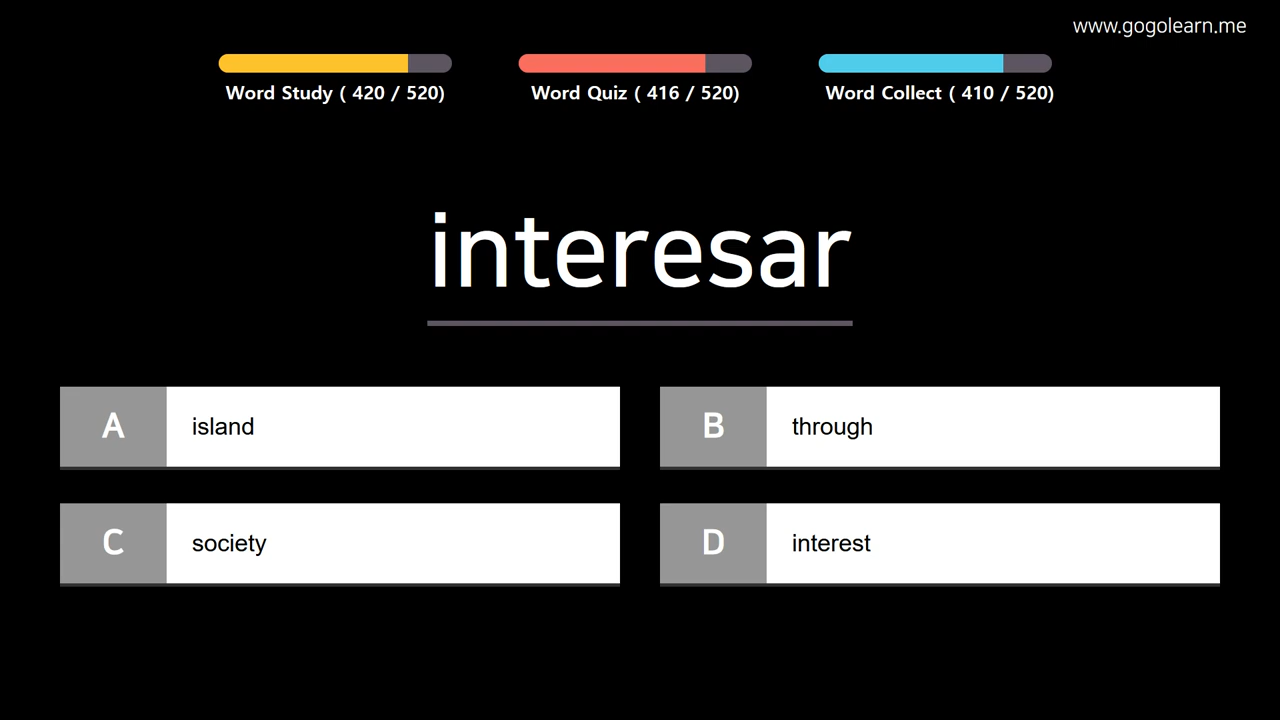 www.gogolearn.me
Word Study ( 420 / 520)
Word Quiz ( 416 / 520)
Word Collect ( 410 / 520)
interesar
A island
B through
C society
D interest